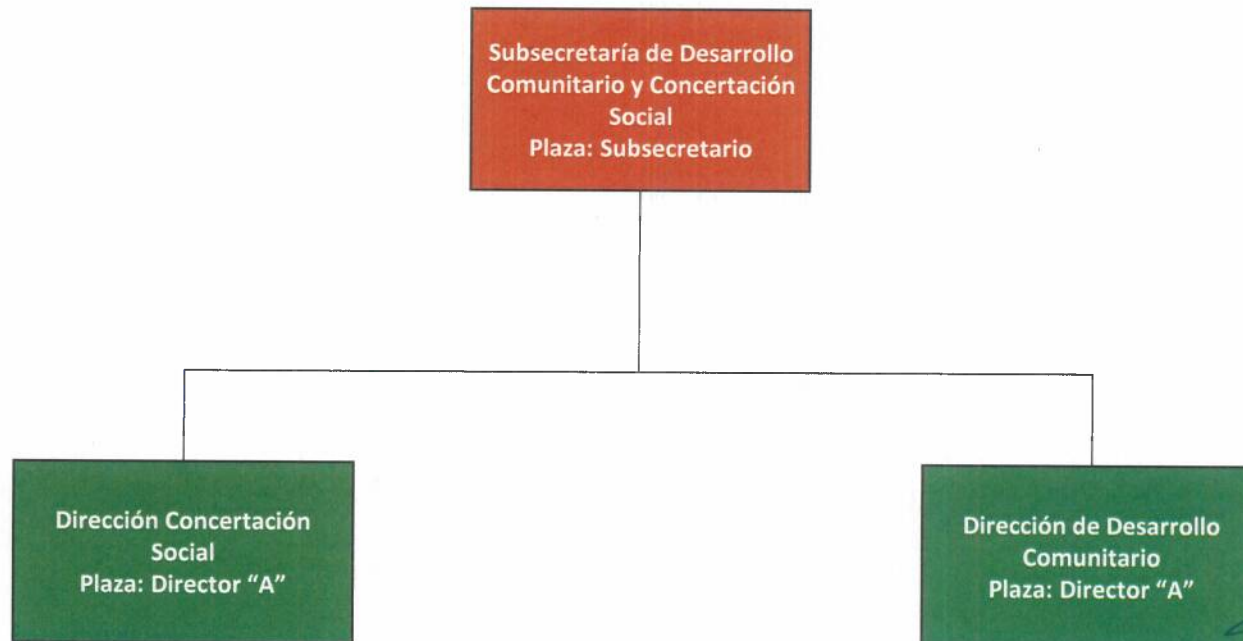 Subsecretaría de Desarrollo
Comunitario y Concertación
Social
Plaza: Subsecretario
Dirección Concertación
Social
Plaza: Director “A”
Dirección de Desarrollo
Comunitario
Plaza: Director “A”